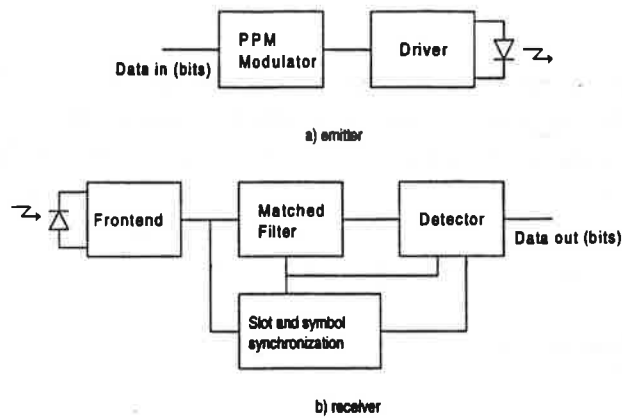 PPM
Modulator
Driver
Data in (bits)
a) emitter
Frontend
Matched
Filter
Detector
Data out (bits)
Slot and symbol
synchronization
b) receiver